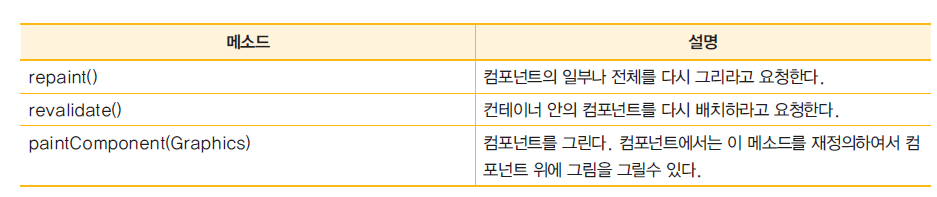 메소드 설명
repaint() 컴포넌트의 일부나 전체를 다시 그리라고 요청한다.
revalidate() 컨테이너 안의 컴포넌트를 다시 배치하라고 요청한다.
paintComponent(Graphics) 컴포넌트를 그린다. 컴포넌트에서는 이 메소드를 재정의하여서 컴
포넌트 위에 그림을 그릴수 있다.